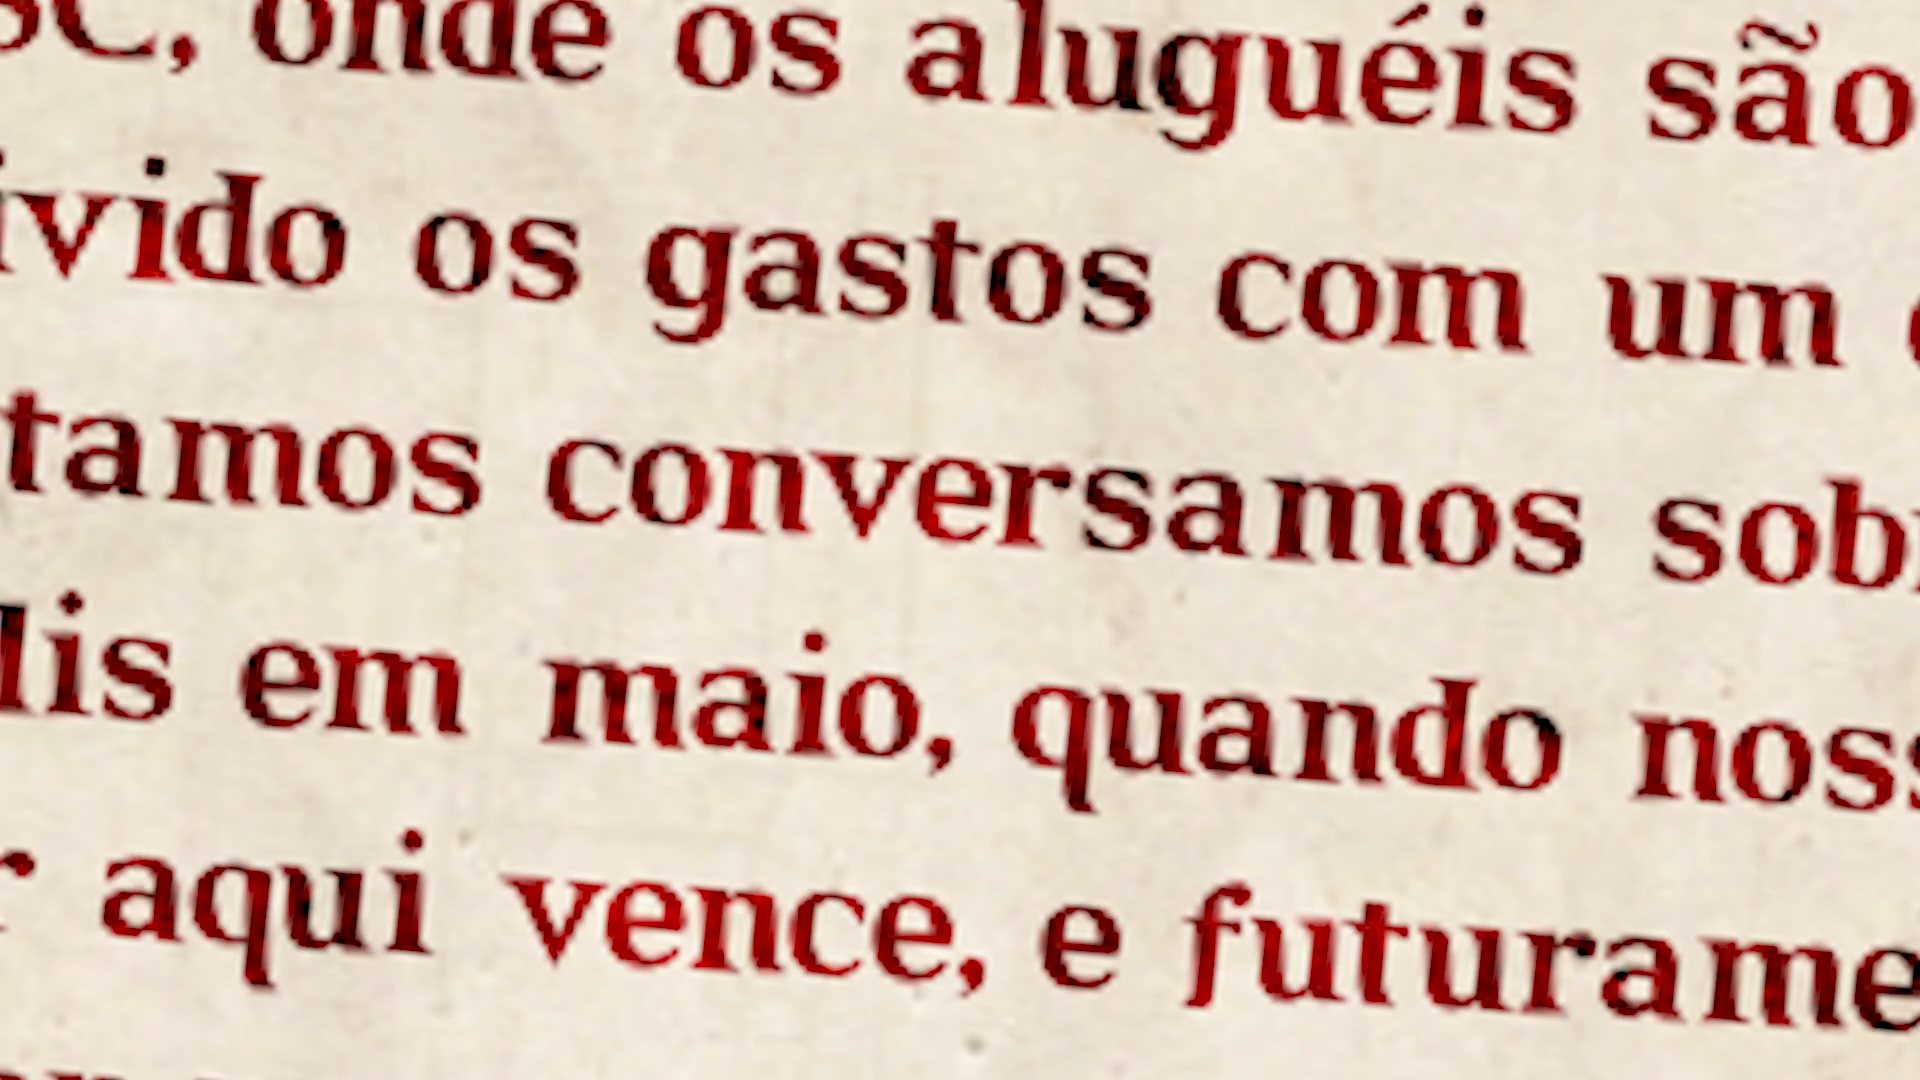 SC, onde os aluguéis são
ivido os gastos com um
tamos conversamos sob
lis em maio, quando noss
r aqui vence, e futurame